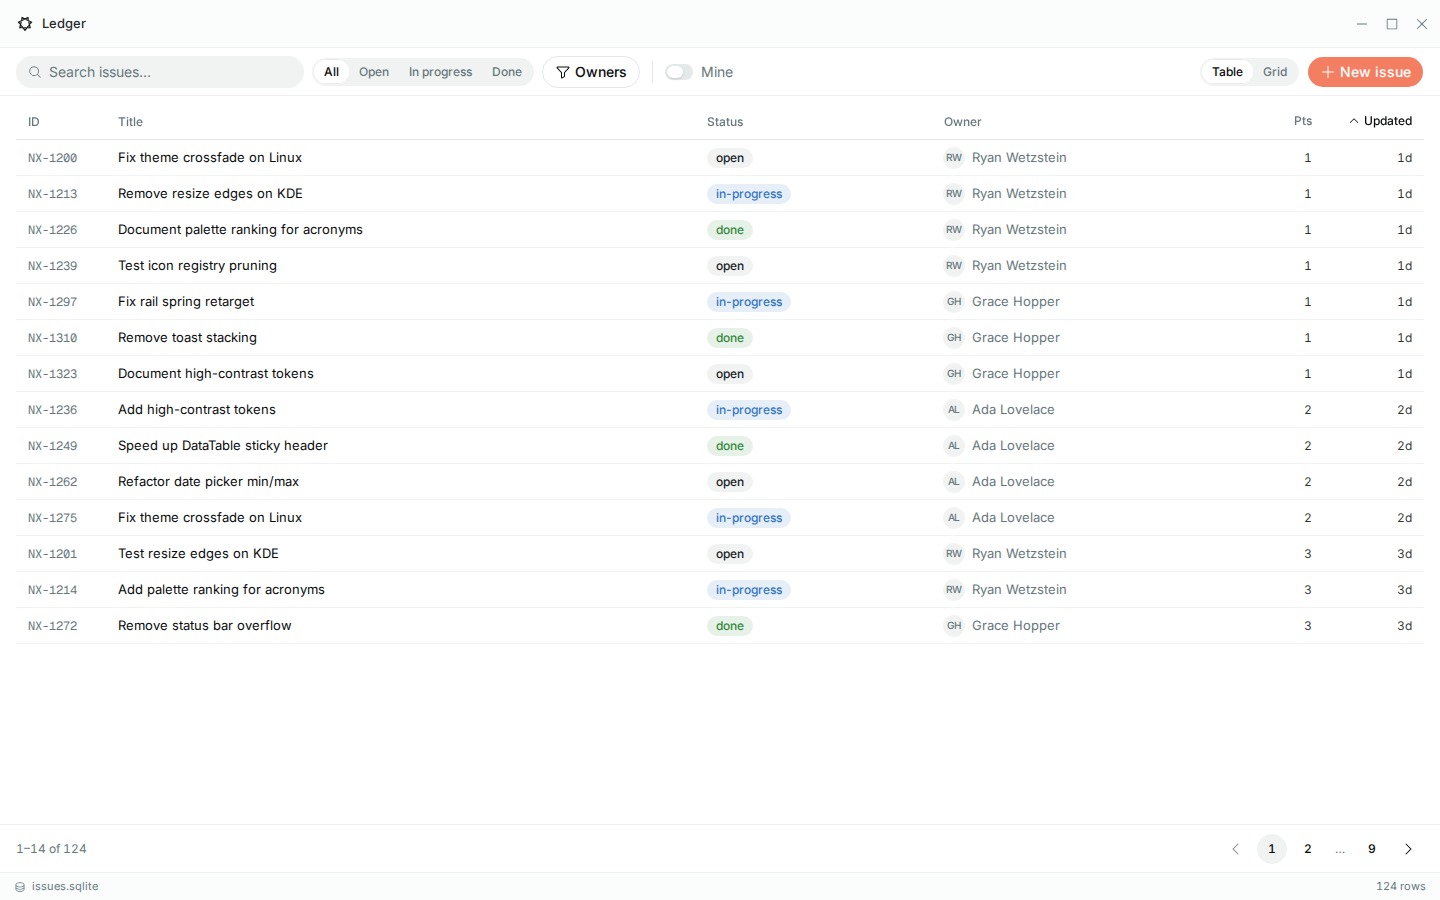 Ledger
Search issues...
All Open In progress Done Owners Mine Table Grid New issue
ID Title Status Owner Pts Updated
NX-1200 Fix theme crossfade on Linux open RW Ryan Wetzstein 1 1d
NX-1213 Remove resize edges on KDE in-progress RW Ryan Wetzstein 1 1d
NX-1226 Document palette ranking for acronyms done RW Ryan Wetzstein 1 1d
NX-1239 Test icon registry pruning open RW Ryan Wetzstein 1 1d
NX-1297 Fix rail spring retarget in-progress GH Grace Hopper 1 1d
NX-1310 Remove toast stacking done GH Grace Hopper 1 1d
NX-1323 Document high-contrast tokens open GH Grace Hopper 1 1d
NX-1236 Add high-contrast tokens in-progress AL Ada Lovelace 2 2d
NX-1249 Speed up DataTable sticky header done AL Ada Lovelace 2 2d
NX-1262 Refactor date picker min/max open AL Ada Lovelace 2 2d
NX-1275 Fix theme crossfade on Linux in-progress AL Ada Lovelace 2 2d
NX-1201 Test resize edges on KDE open RW Ryan Wetzstein 3 3d
NX-1214 Add palette ranking for acronyms in-progress RW Ryan Wetzstein 3 3d
NX-1272 Remove status bar overflow done GH Grace Hopper 3 3d
1–14 of 124 1 2 ... 9
issues.sqlite 124 rows